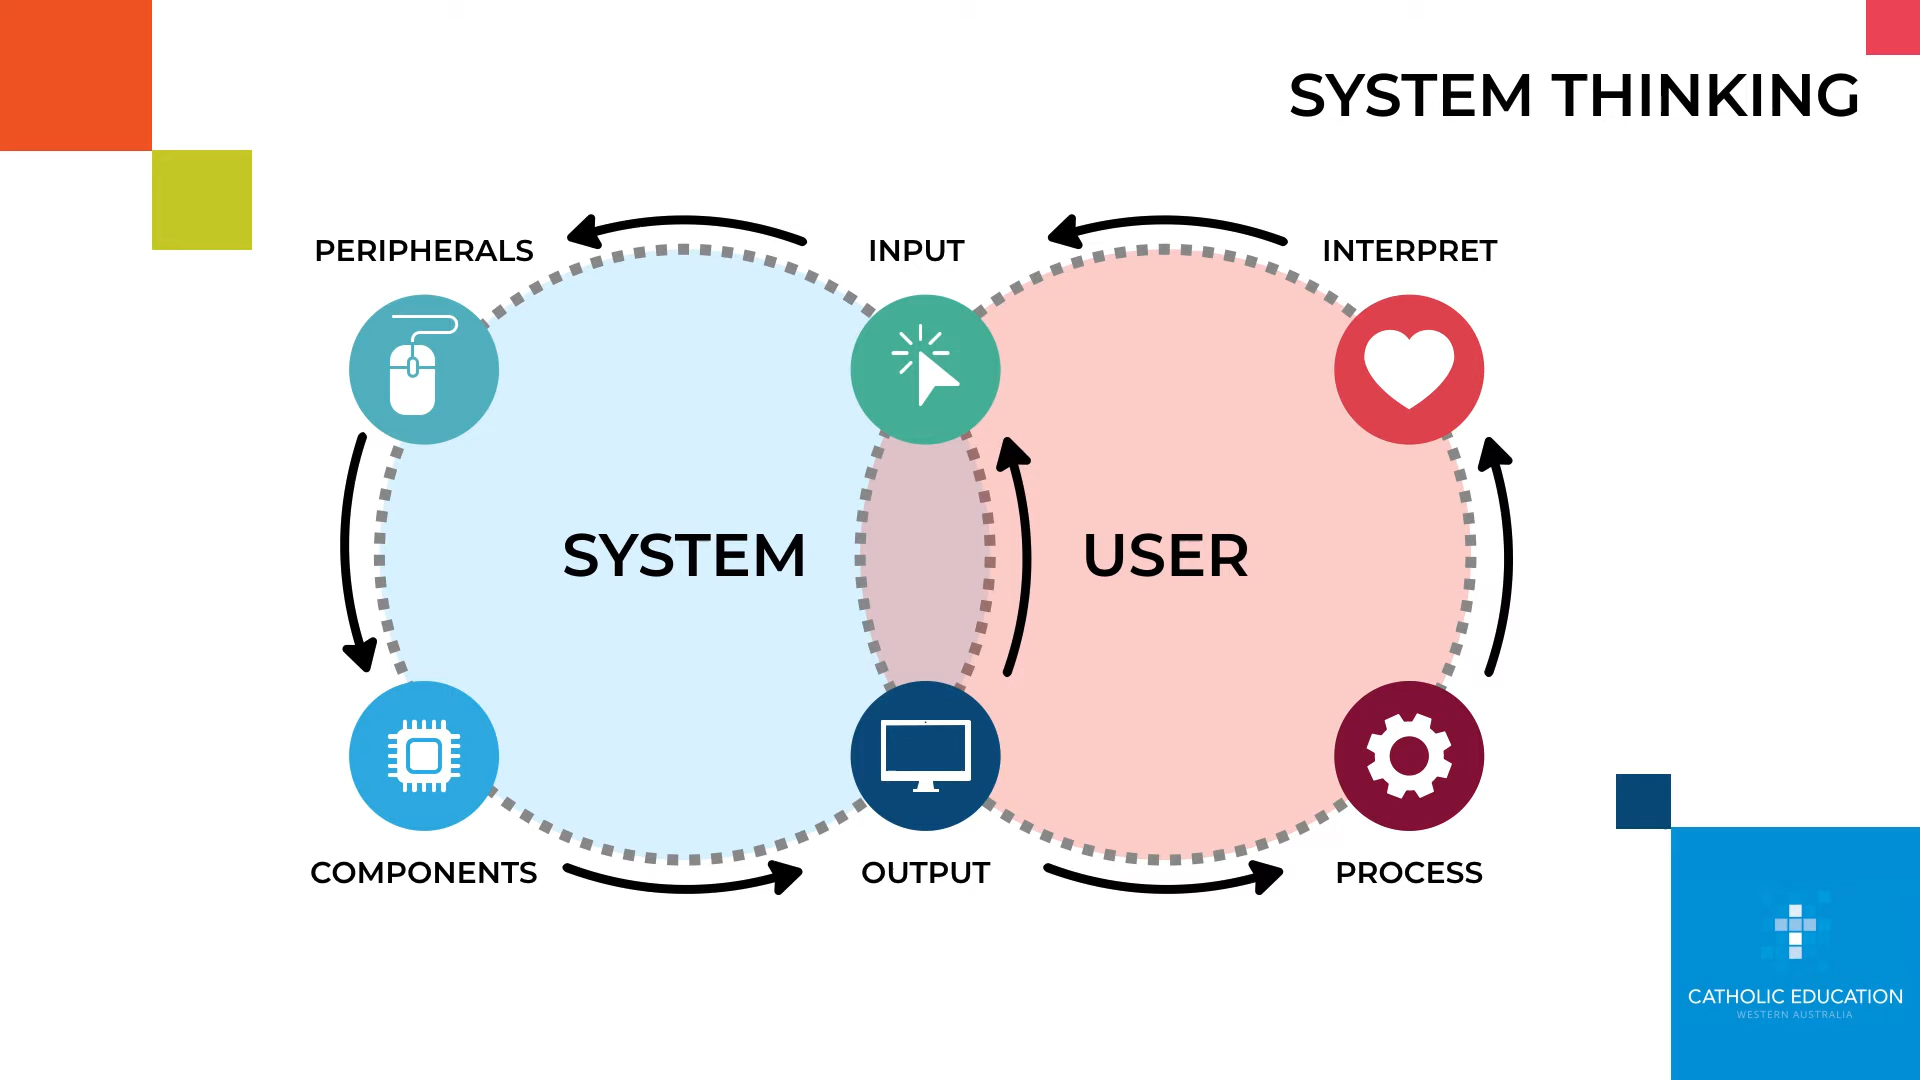 SYSTEM THINKING
PERIPHERALS
INPUT
INTERPRET
SYSTEM
USER
COMPONENTS
OUTPUT
PROCESS
CATHOLIC EDUCATION
WESTERN AUSTRALIA